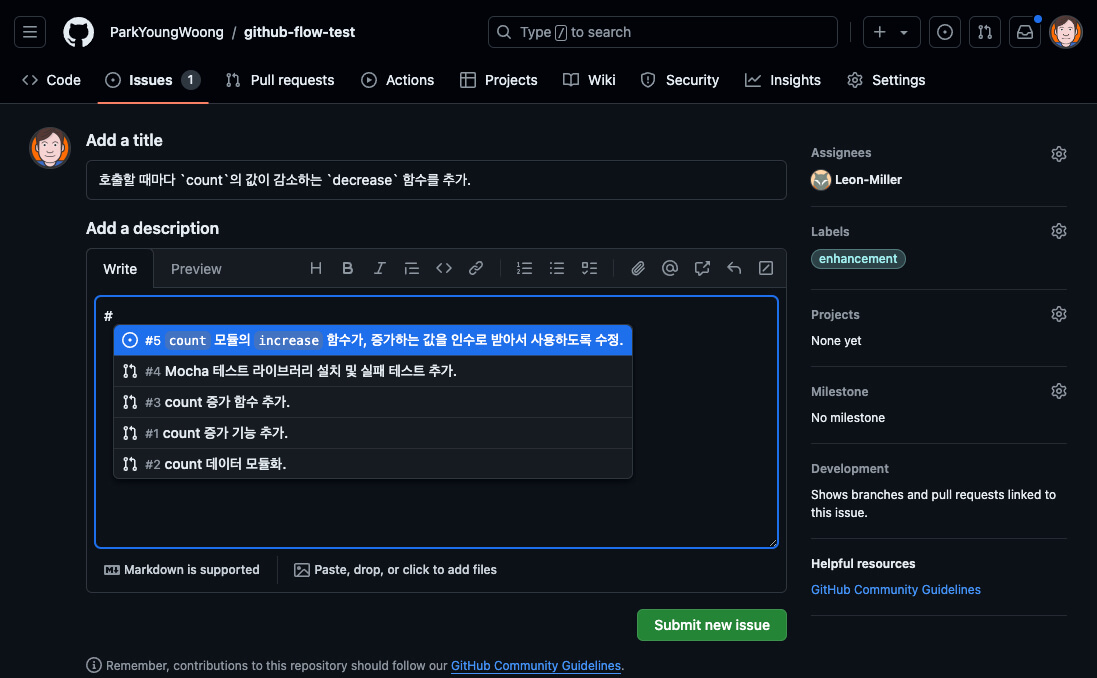 ParkYoungWoong / github-flow-test
Type / to search
Code
Issues 1
Pull requests
Actions
Projects
Wiki
Security
Insights
Settings
Add a title
호출할 때마다 `count`의 값이 감소하는 `decrease` 함수를 추가.
Add a description
Write
Preview
#
#5 count 모듈의 increase 함수가, 증가하는 값을 인수로 받아서 사용하도록 수정.
#4 Mocha 테스트 라이브러리 설치 및 실패 테스트 추가.
#3 count 증가 함수 추가.
#1 count 증가 기능 추가.
#2 count 데이터 모듈화.
Markdown is supported
Paste, drop, or click to add files
Submit new issue
Remember, contributions to this repository should follow our GitHub Community Guidelines.
Assignees
Leon-Miller
Labels
enhancement
Projects
None yet
Milestone
No milestone
Development
Shows branches and pull requests linked to
this issue.
Helpful resources
GitHub Community Guidelines